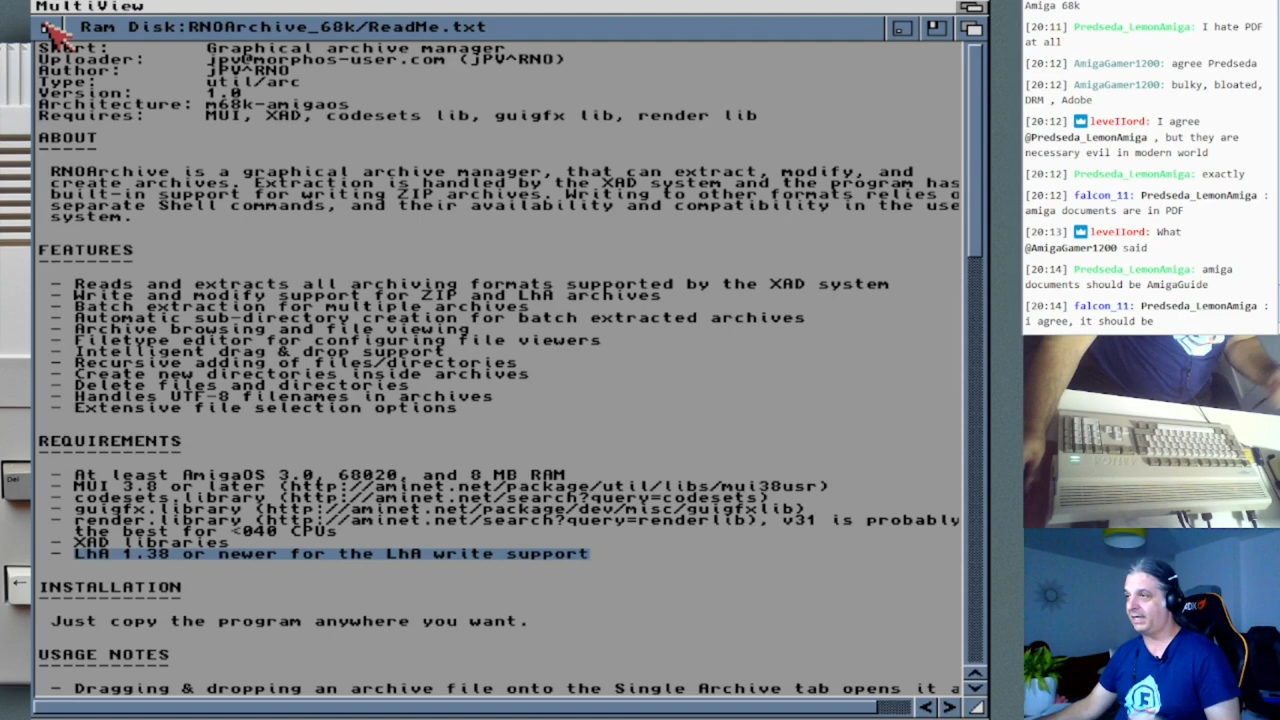 MultiView
Ram Disk:RNOArchive_68k/ReadMe.txt
Short: Graphical archive manager
Uploader: jpv@morphos-user.com (jPV^RNO)
Author: jPV^RNO
Type: util/arc
Version: 1.0
Architecture: m68k-amigaos
Requires: MUI, XAD, codesets lib, guigfx lib, render lib
ABOUT
RNOArchive is a graphical archive manager, that can extract, modify, and
create archives. Extraction is handled by the XAD system and the program has
built-in support for writing ZIP archives. Writing to other formats relies o
separate Shell commands, and their availability and compatibility in the use
system.
FEATURES
- Reads and extracts all archiving formats supported by the XAD system
- Write and modify support for ZIP and LhA archives
- Batch extraction for multiple archives
- Automatic sub-directory creation for batch extracted archives
- Archive browsing and file viewing
- Filetype editor for configuring file viewers
- Intelligent drag & drop support
- Recursive adding of files/directories
- Create new directories inside archives
- Delete files and directories
- Handles UTF-8 filenames in archives
- Extensive file selection options
REQUIREMENTS
- At least AmigaOS 3.0, 68020, and 8 MB RAM
- MUI 3.8 or later (http://aminet.net/package/util/libs/mui38usr)
- codesets.library (http://aminet.net/search?query=codesets)
- guigfx.library (http://aminet.net/package/dev/misc/guigfxlib)
- render.library (http://aminet.net/search?query=renderlib), v31 is probably
the best for <040 CPUs
- XAD libraries
- LhA 1.38 or newer for the LhA write support
INSTALLATION
Just copy the program anywhere you want.
USAGE NOTES
- Dragging & dropping an archive file onto the Single Archive tab opens it a
Amiga 68k
[20:11] Predseda_LemonAmiga: I hate PDF
at all
[20:12] AmigaGamer1200: agree Predseda
[20:12] AmigaGamer1200: bulky, bloated,
DRM , Adobe
[20:12] levelIord: I agree
@Predseda_LemonAmiga , but they are
necessary evil in modern world
[20:12] Predseda_LemonAmiga: exactly
[20:12] falcon_11: Predseda_LemonAmiga :
amiga documents are in PDF
[20:13] levelIord: What
@AmigaGamer1200 said
[20:14] Predseda_LemonAmiga: amiga
documents should be AmigaGuide
[20:14] falcon_11: Predseda_LemonAmiga :
i agree, it should be
Del